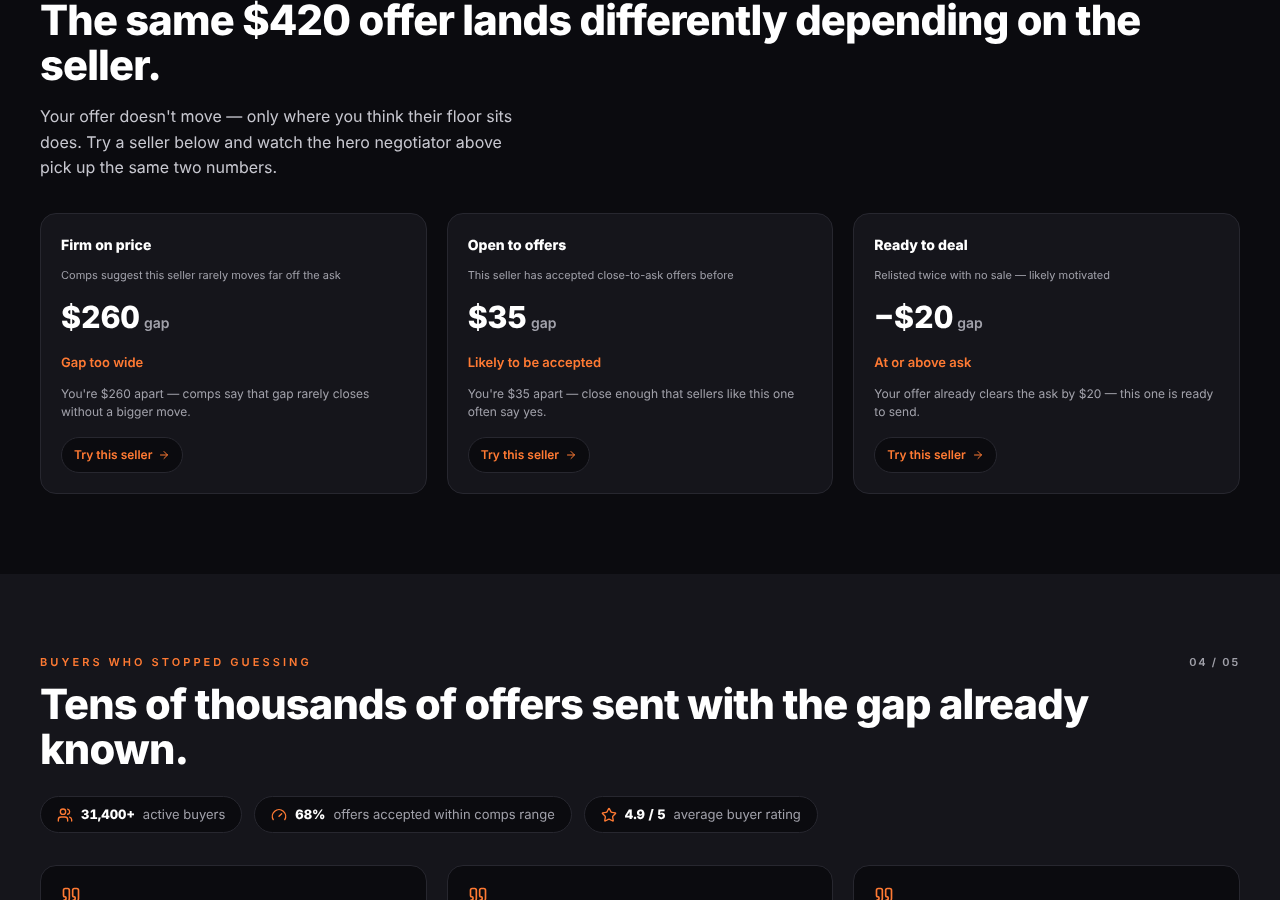 The same $420 offer lands differently depending on the
seller.
Your offer doesn't move — only where you think their floor sits
does. Try a seller below and watch the hero negotiator above
pick up the same two numbers.
Firm on price
Comps suggest this seller rarely moves far off the ask
$260 gap
Gap too wide
You're $260 apart — comps say that gap rarely closes
without a bigger move.
Try this seller →
Open to offers
This seller has accepted close-to-ask offers before
$35 gap
Likely to be accepted
You're $35 apart — close enough that sellers like this one
often say yes.
Try this seller →
Ready to deal
Relisted twice with no sale — likely motivated
−$20 gap
At or above ask
Your offer already clears the ask by $20 — this one is ready
to send.
Try this seller →
BUYERS WHO STOPPED GUESSING
04 / 05
Tens of thousands of offers sent with the gap already
known.
31,400+ active buyers
68% offers accepted within comps range
4.9 / 5 average buyer rating